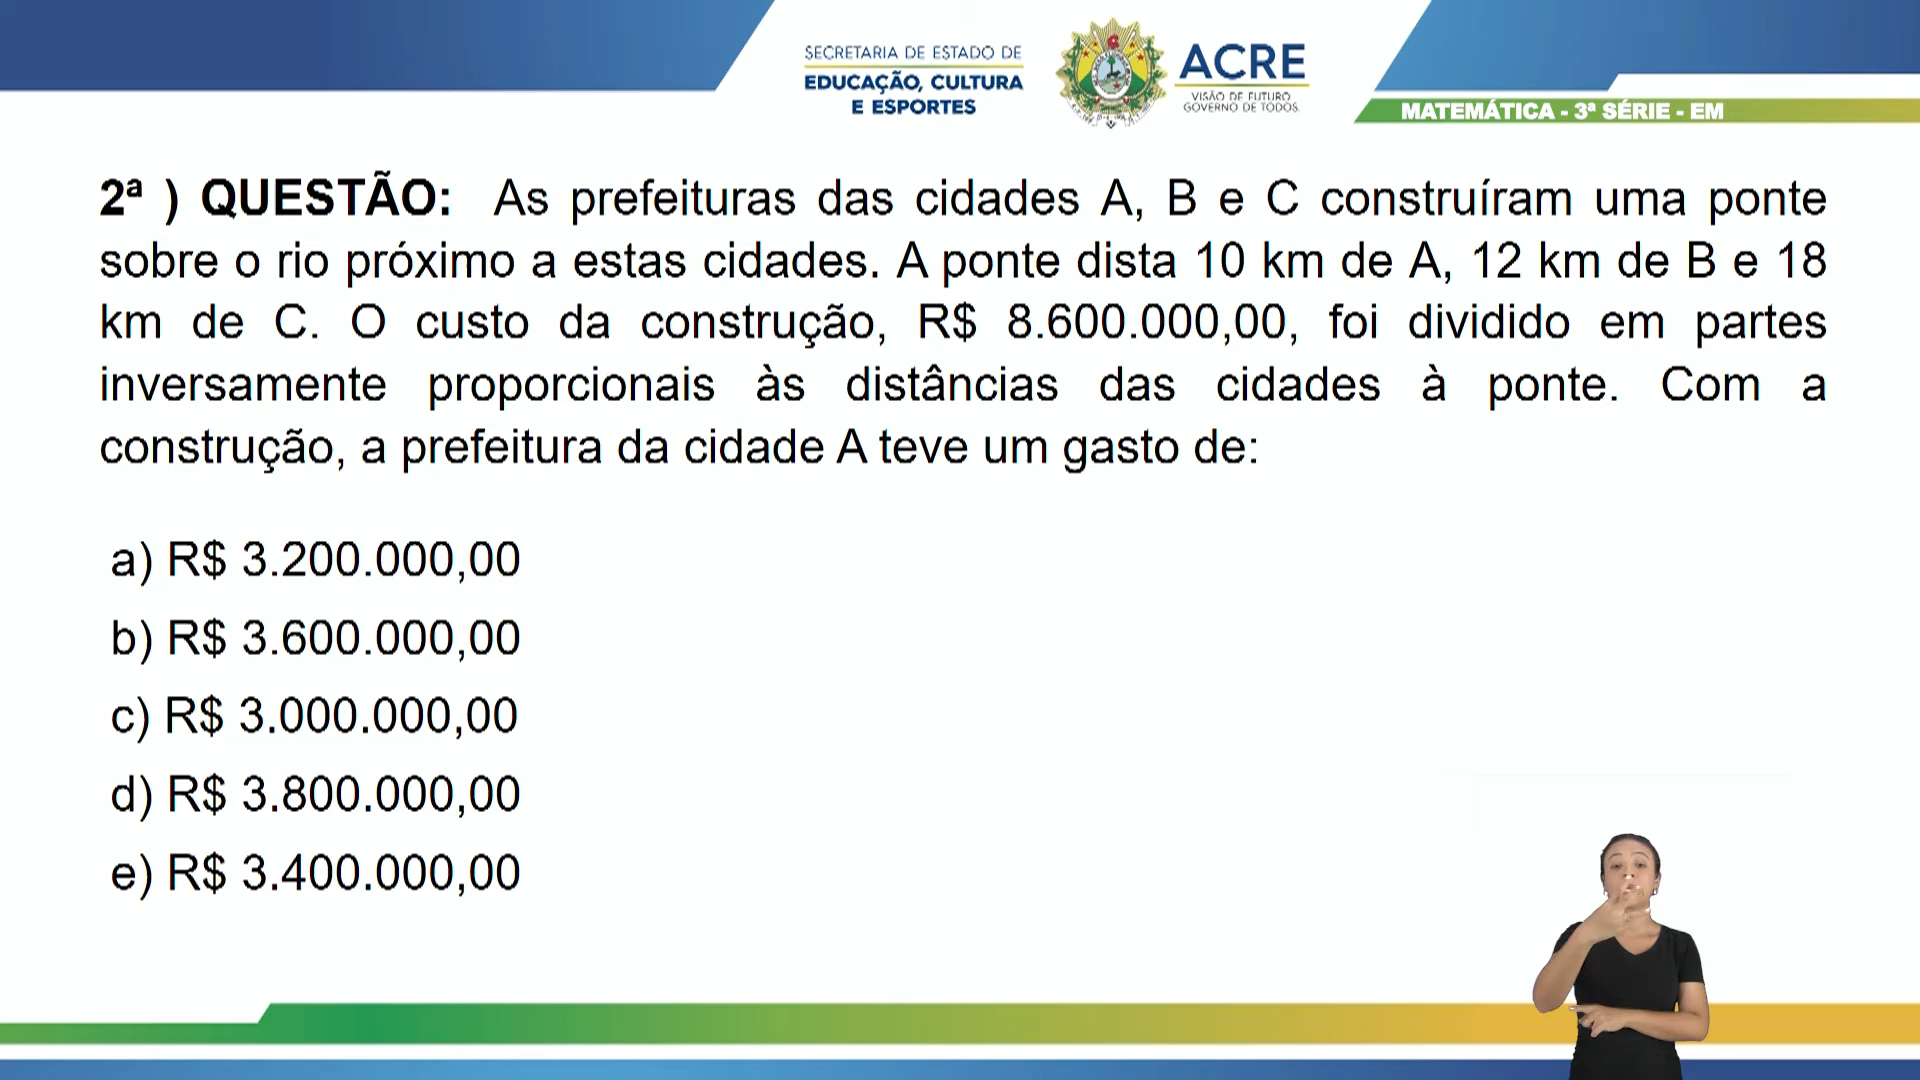 SECRETARIA DE ESTADO DE
EDUCAÇÃO, CULTURA
E ESPORTES
ACRE
VISÃO DE FUTURO
GOVERNO DE TODOS
MATEMÁTICA - 3ª SÉRIE - EM
2ª ) QUESTÃO: As prefeituras das cidades A, B e C construíram uma ponte
sobre o rio próximo a estas cidades. A ponte dista 10 km de A, 12 km de B e 18
km de C. O custo da construção, R$ 8.600.000,00, foi dividido em partes
inversamente proporcionais às distâncias das cidades à ponte. Com a
construção, a prefeitura da cidade A teve um gasto de:
a) R$ 3.200.000,00
b) R$ 3.600.000,00
c) R$ 3.000.000,00
d) R$ 3.800.000,00
e) R$ 3.400.000,00